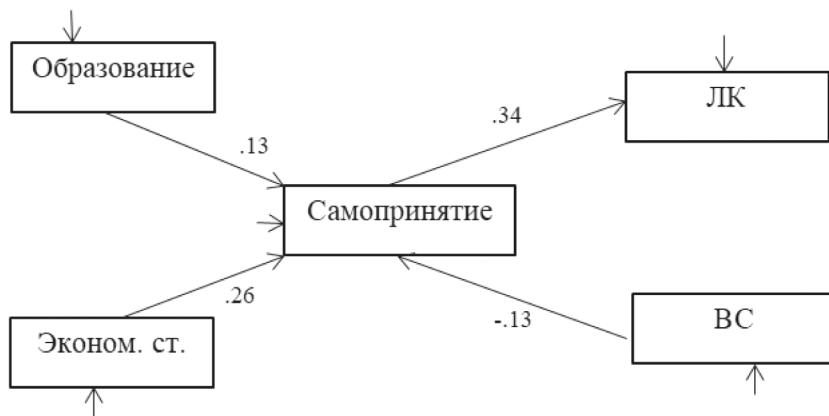 Образование
ЛК
.13
.34
Самопринятие
.26
-.13
Эконом. ст.
ВС